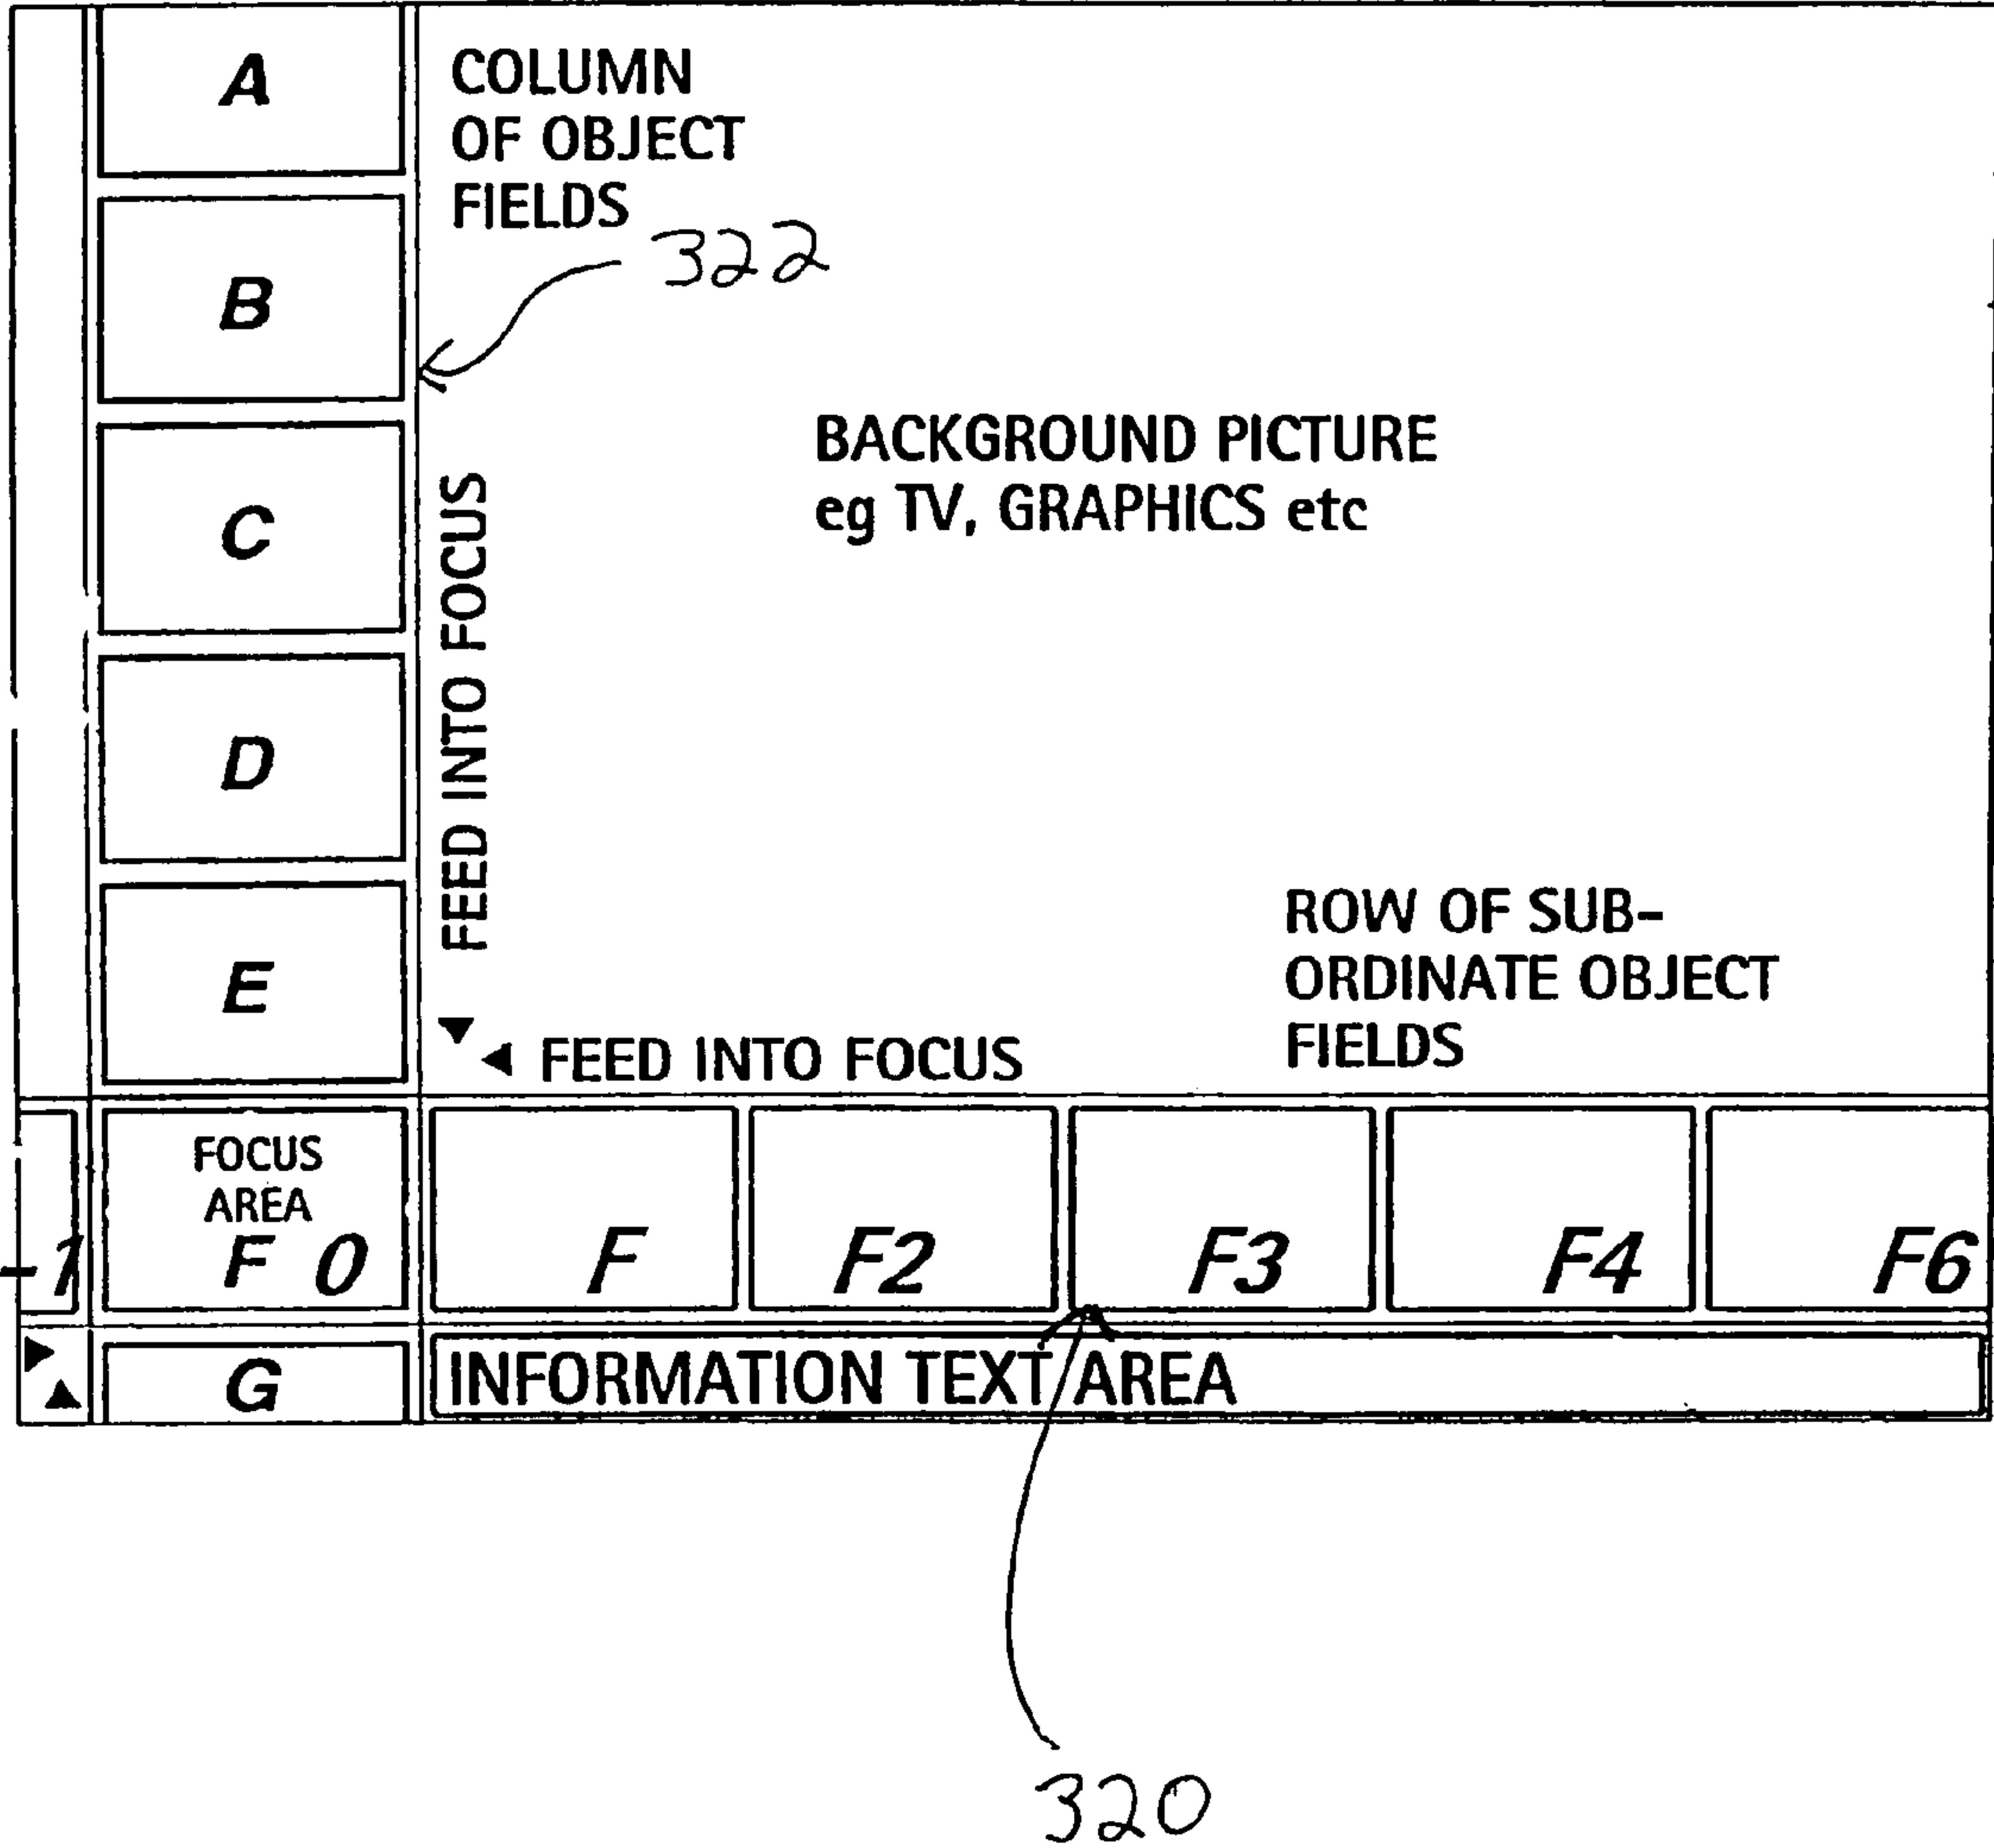 A
COLUMN
OF OBJECT
FIELDS
322
B
BACKGROUND PICTURE
eg TV, GRAPHICS etc
C
FEED INTO FOCUS
D
E
ROW OF SUB-
ORDINATE OBJECT
FIELDS
FEED INTO FOCUS
FOCUS
AREA
-1
F 0
F
F2
F3
F4
F6
G
INFORMATION TEXT AREA
320